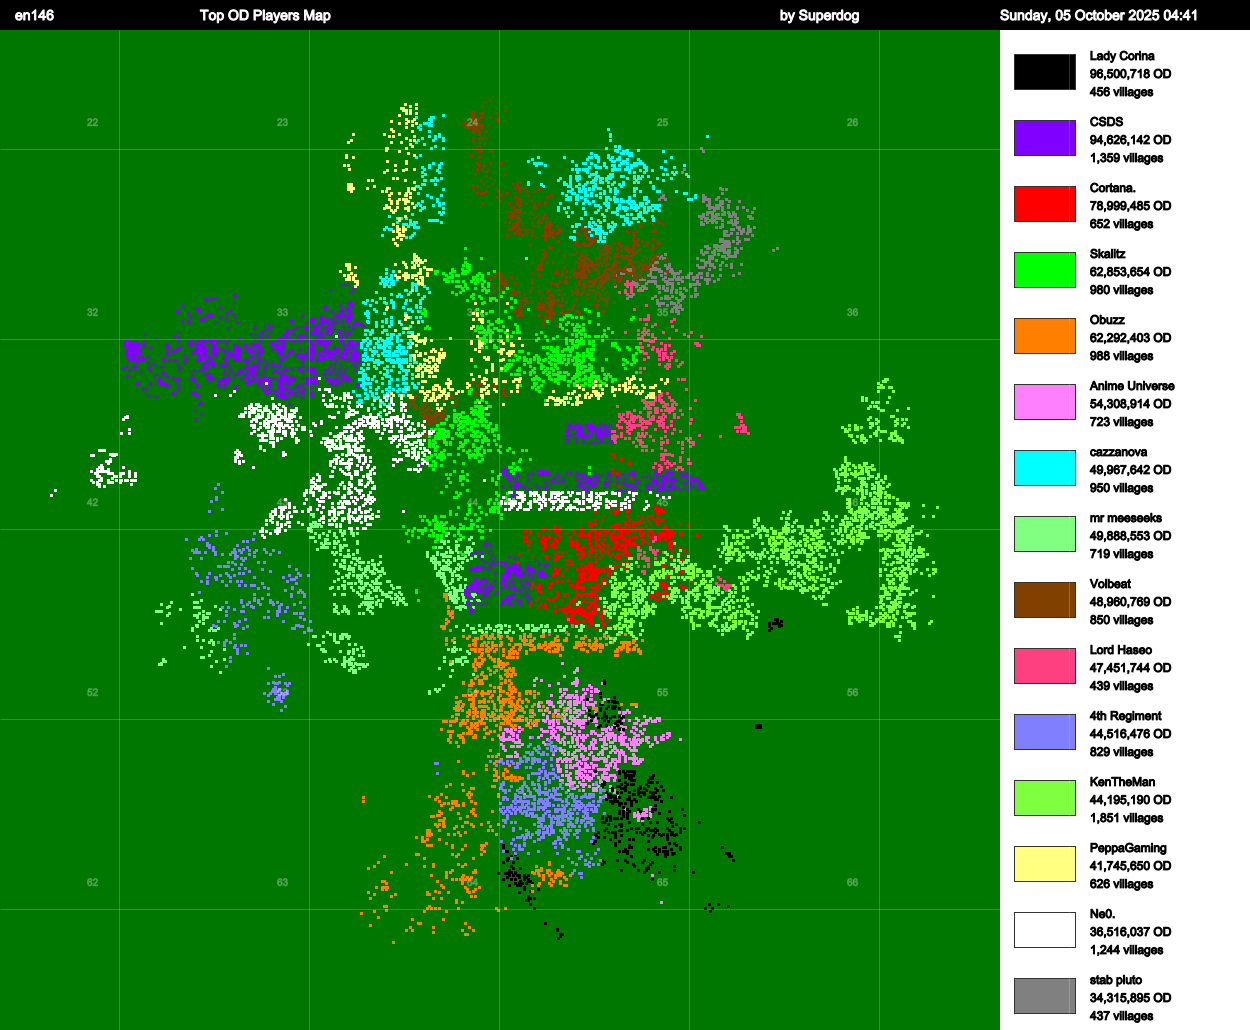 en146 Top OD Players Map by Superdog Sunday, 05 October 2025 04:41
Lady Corina
96,500,718 OD
456 villages
CSDS
94,626,142 OD
1,359 villages
Cortana.
78,999,485 OD
652 villages
Skalitz
62,853,654 OD
980 villages
Obuzz
62,292,403 OD
988 villages
Anime Universe
54,308,914 OD
723 villages
cazzanova
49,967,642 OD
950 villages
mr meeseeks
49,888,553 OD
719 villages
Volbeat
48,960,769 OD
850 villages
Lord Haseo
47,451,744 OD
439 villages
4th Regiment
44,516,476 OD
829 villages
KenTheMan
44,195,190 OD
1,851 villages
PeppaGaming
41,745,650 OD
626 villages
Ne0.
36,516,037 OD
1,244 villages
stab pluto
34,315,895 OD
437 villages
22 23 24 25 26
32 33 35 36
42 44
52 55 56
62 63 64 65 66